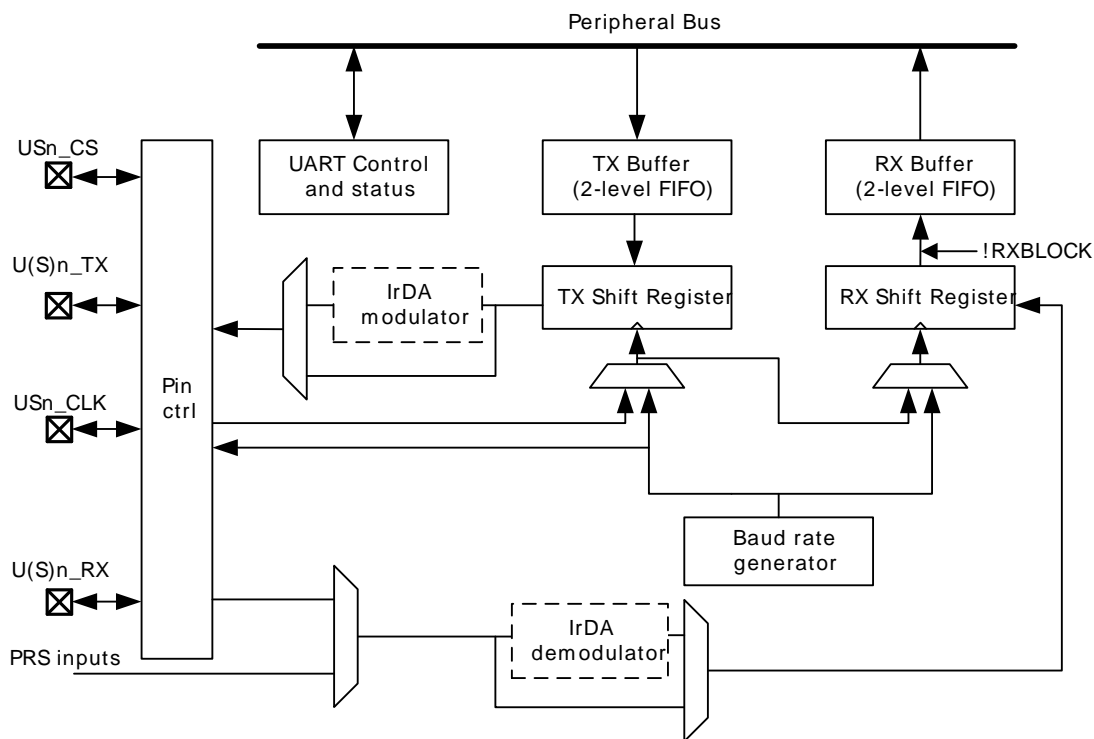 Peripheral Bus
USn_CS
UART Control
and status
TX Buffer
(2-level FIFO)
RX Buffer
(2-level FIFO)
!RXBLOCK
U(S)n_TX
IrDA
modulator
TX Shift Register
RX Shift Register
Pin
ctrl
USn_CLK
Baud rate
generator
U(S)n_RX
IrDA
demodulator
PRS inputs